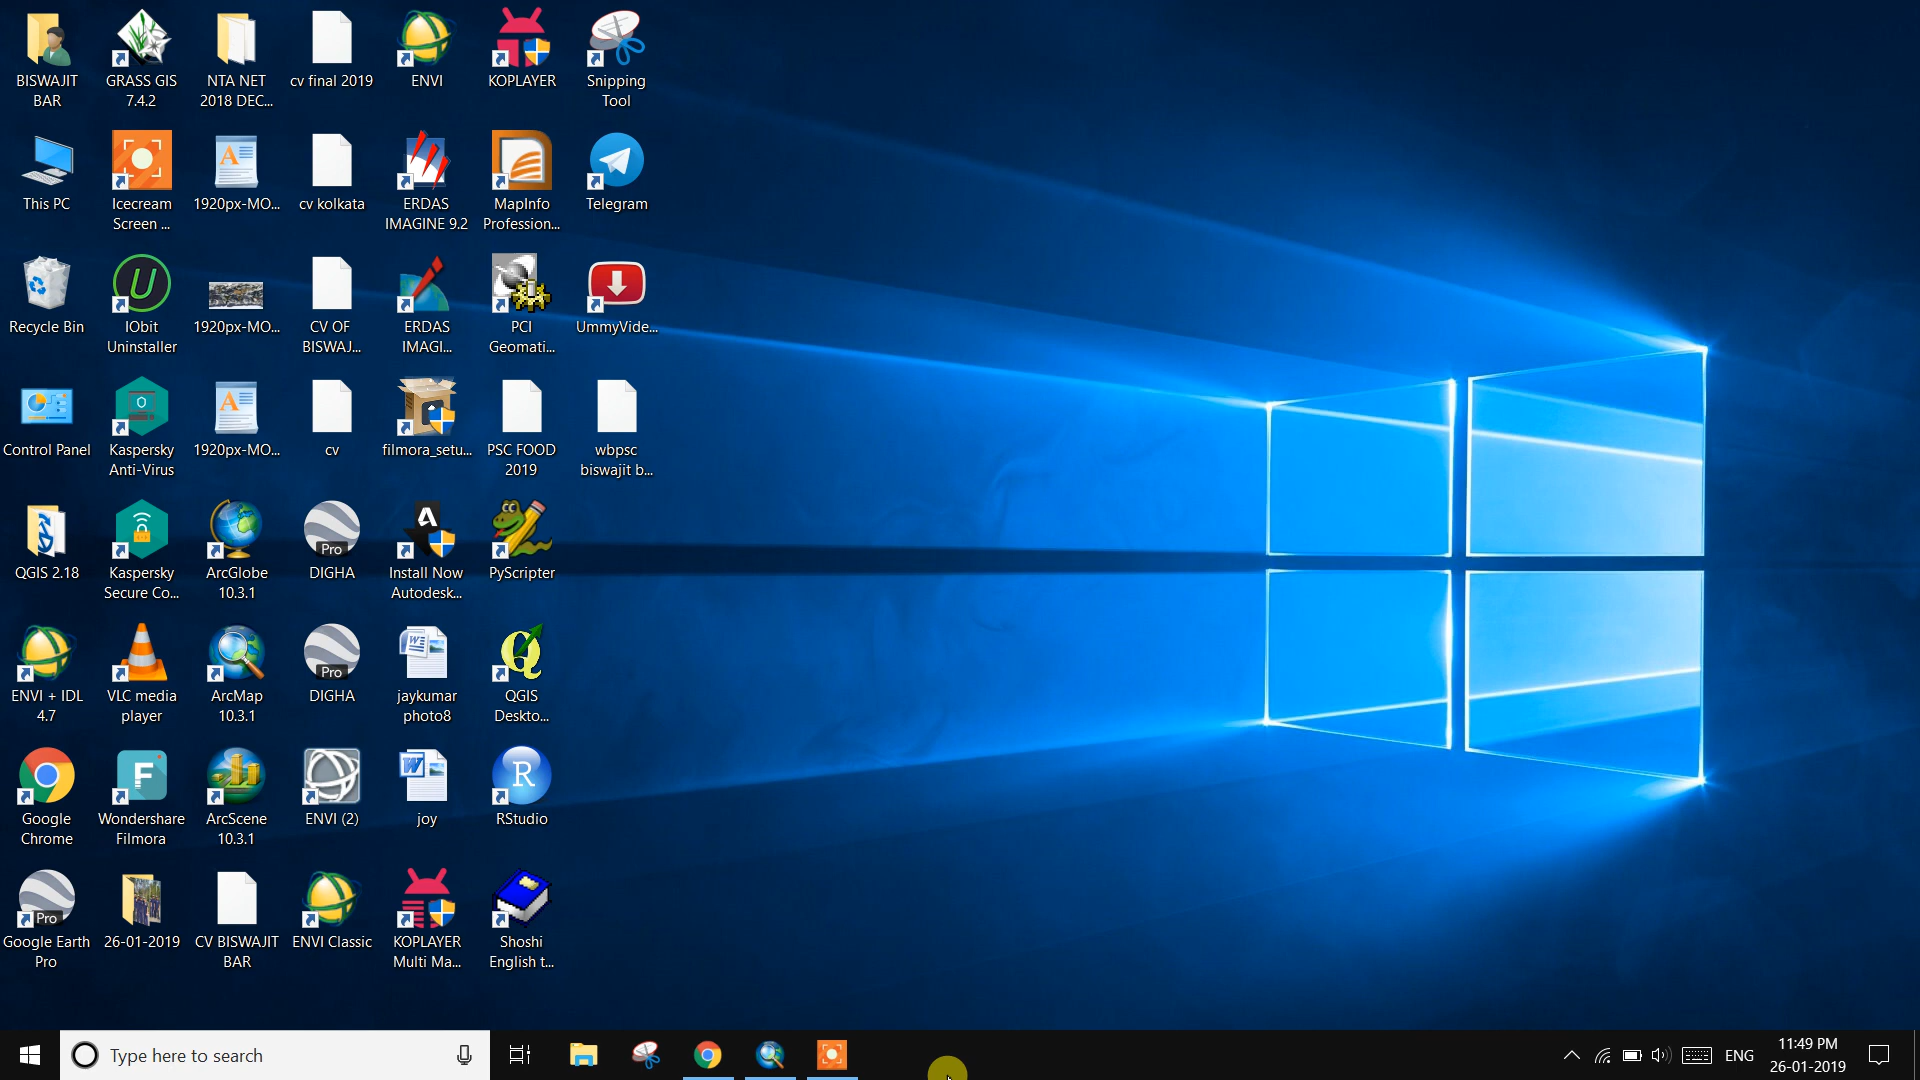 BISWAJIT
BAR
GRASS GIS
7.4.2
NTA NET
2018 DEC...
cv final 2019
ENVI
KOPLAYER
Snipping
Tool
This PC
Icecream
Screen ...
1920px-MO...
cv kolkata
ERDAS
IMAGINE 9.2
MapInfo
Profession...
Telegram
Recycle Bin
IObit
Uninstaller
1920px-MO...
CV OF
BISWAJ...
ERDAS
IMAGI...
PCI
Geomati...
UmmyVide...
Control Panel
Kaspersky
Anti-Virus
1920px-MO...
cv
filmora_setu...
PSC FOOD
2019
wbpsc
biswajit b...
QGIS 2.18
Kaspersky
Secure Co...
ArcGlobe
10.3.1
Pro
DIGHA
Install Now
Autodesk...
PyScripter
ENVI + IDL
4.7
VLC media
player
ArcMap
10.3.1
Pro
DIGHA
jaykumar
photo8
QGIS
Deskto...
Google
Chrome
Wondershare
Filmora
ArcScene
10.3.1
ENVI (2)
joy
RStudio
Pro
Google Earth
Pro
26-01-2019
CV BISWAJIT
BAR
ENVI Classic
KOPLAYER
Multi Ma...
Shoshi
English t...
Type here to search
ENG
11:49 PM
26-01-2019